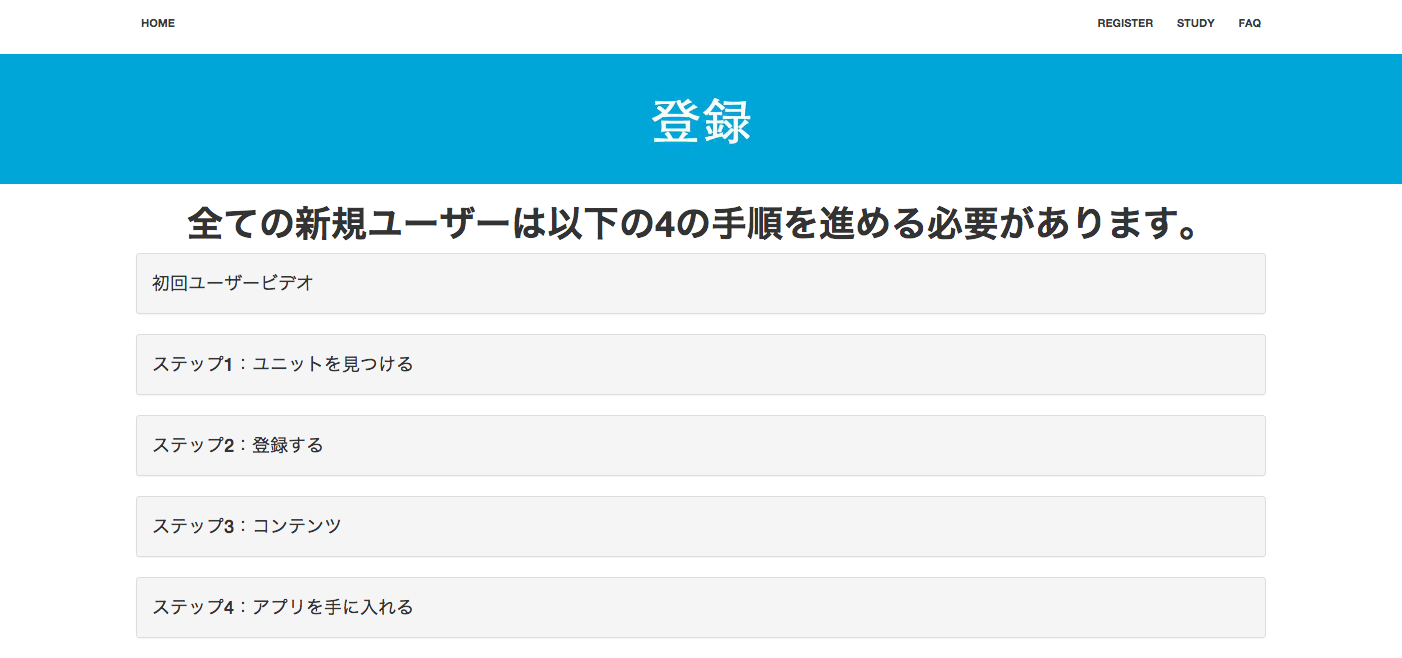 HOME REGISTER STUDY FAQ
登録
全ての新規ユーザーは以下の4の手順を進める必要があります。
初回ユーザービデオ
ステップ1：ユニットを見つける
ステップ2：登録する
ステップ3：コンテンツ
ステップ4：アプリを手に入れる